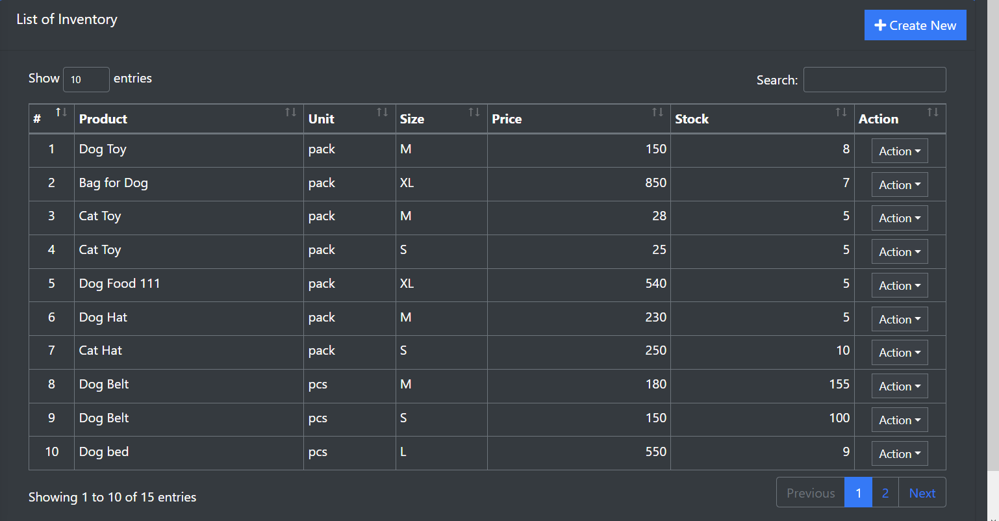 List of Inventory
Create New
Show 10 entries
Search:
# Product Unit Size Price Stock Action
1 Dog Toy pack M 150 8 Action
2 Bag for Dog pack XL 850 7 Action
3 Cat Toy pack M 28 5 Action
4 Cat Toy pack S 25 5 Action
5 Dog Food 111 pack XL 540 5 Action
6 Dog Hat pack M 230 5 Action
7 Cat Hat pack S 250 10 Action
8 Dog Belt pcs M 180 155 Action
9 Dog Belt pcs S 150 100 Action
10 Dog bed pcs L 550 9 Action
Showing 1 to 10 of 15 entries
Previous 1 2 Next